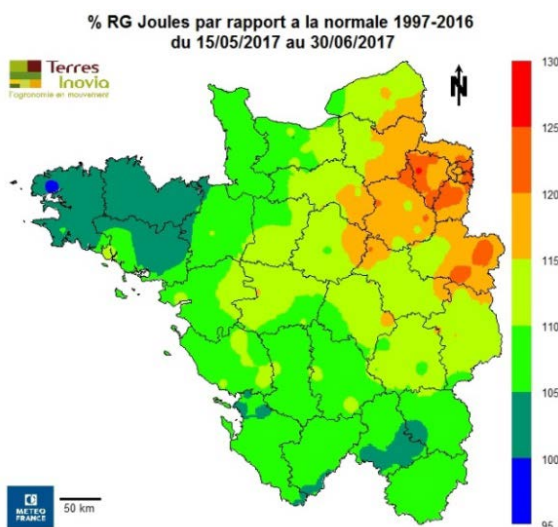 % RG Joules par rapport a la normale 1997-2016
du 15/05/2017 au 30/06/2017
Terres
Inovia
l'agronomie en mouvement
N
130
125
120
115
110
105
100
95
METEO
FRANCE
50 km